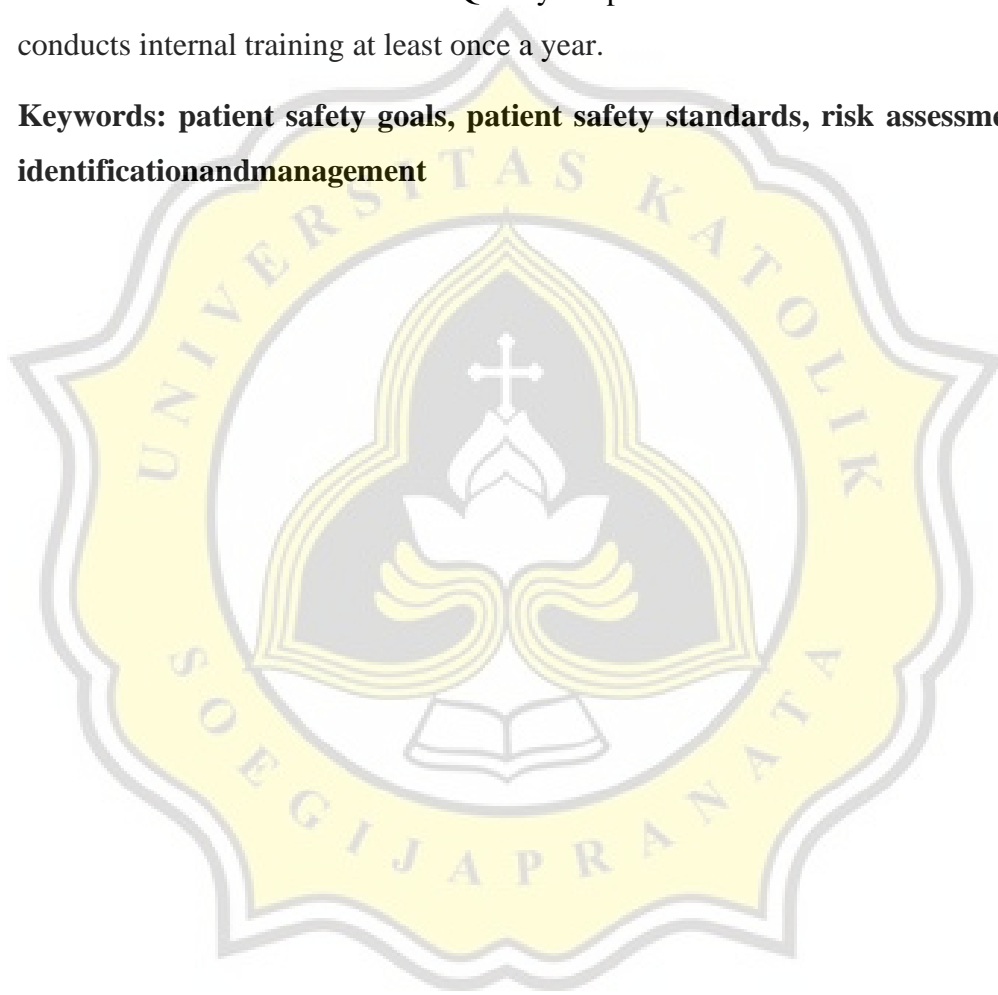 conducts internal training at least once a year.
Keywords: patient safety goals, patient safety standards, risk
identificationandmanagement
UNIVERSITAS KATOLIK
SOEGIJAPRANATA